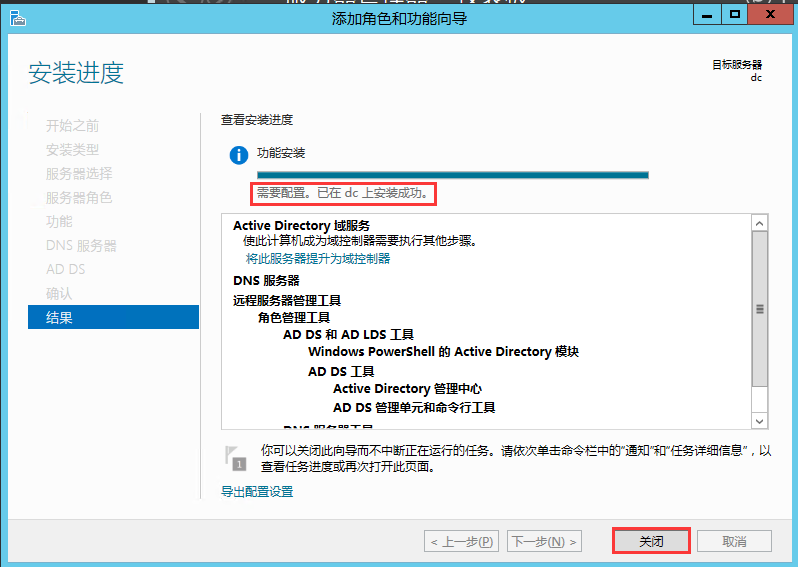 添加角色和功能向导
安装进度
目标服务器
dc
开始之前
安装类型
服务器选择
服务器角色
功能
DNS 服务器
AD DS
确认
结果
查看安装进度
功能安装
需要配置。已在 dc 上安装成功。
Active Directory 域服务
使此计算机成为域控制器需要执行其他步骤。
将此服务器提升为域控制器
DNS 服务器
远程服务器管理工具
角色管理工具
AD DS 和 AD LDS 工具
Windows PowerShell 的 Active Directory 模块
AD DS 工具
Active Directory 管理中心
AD DS 管理单元和命令行工具
DNS 服务器工具
1
你可以关闭此向导而不中断正在运行的任务。请依次单击命令栏中的"通知"和"任务详细信息"，以
查看任务进度或再次打开此页面。
导出配置设置
< 上一步(P)
下一步(N) >
关闭
取消